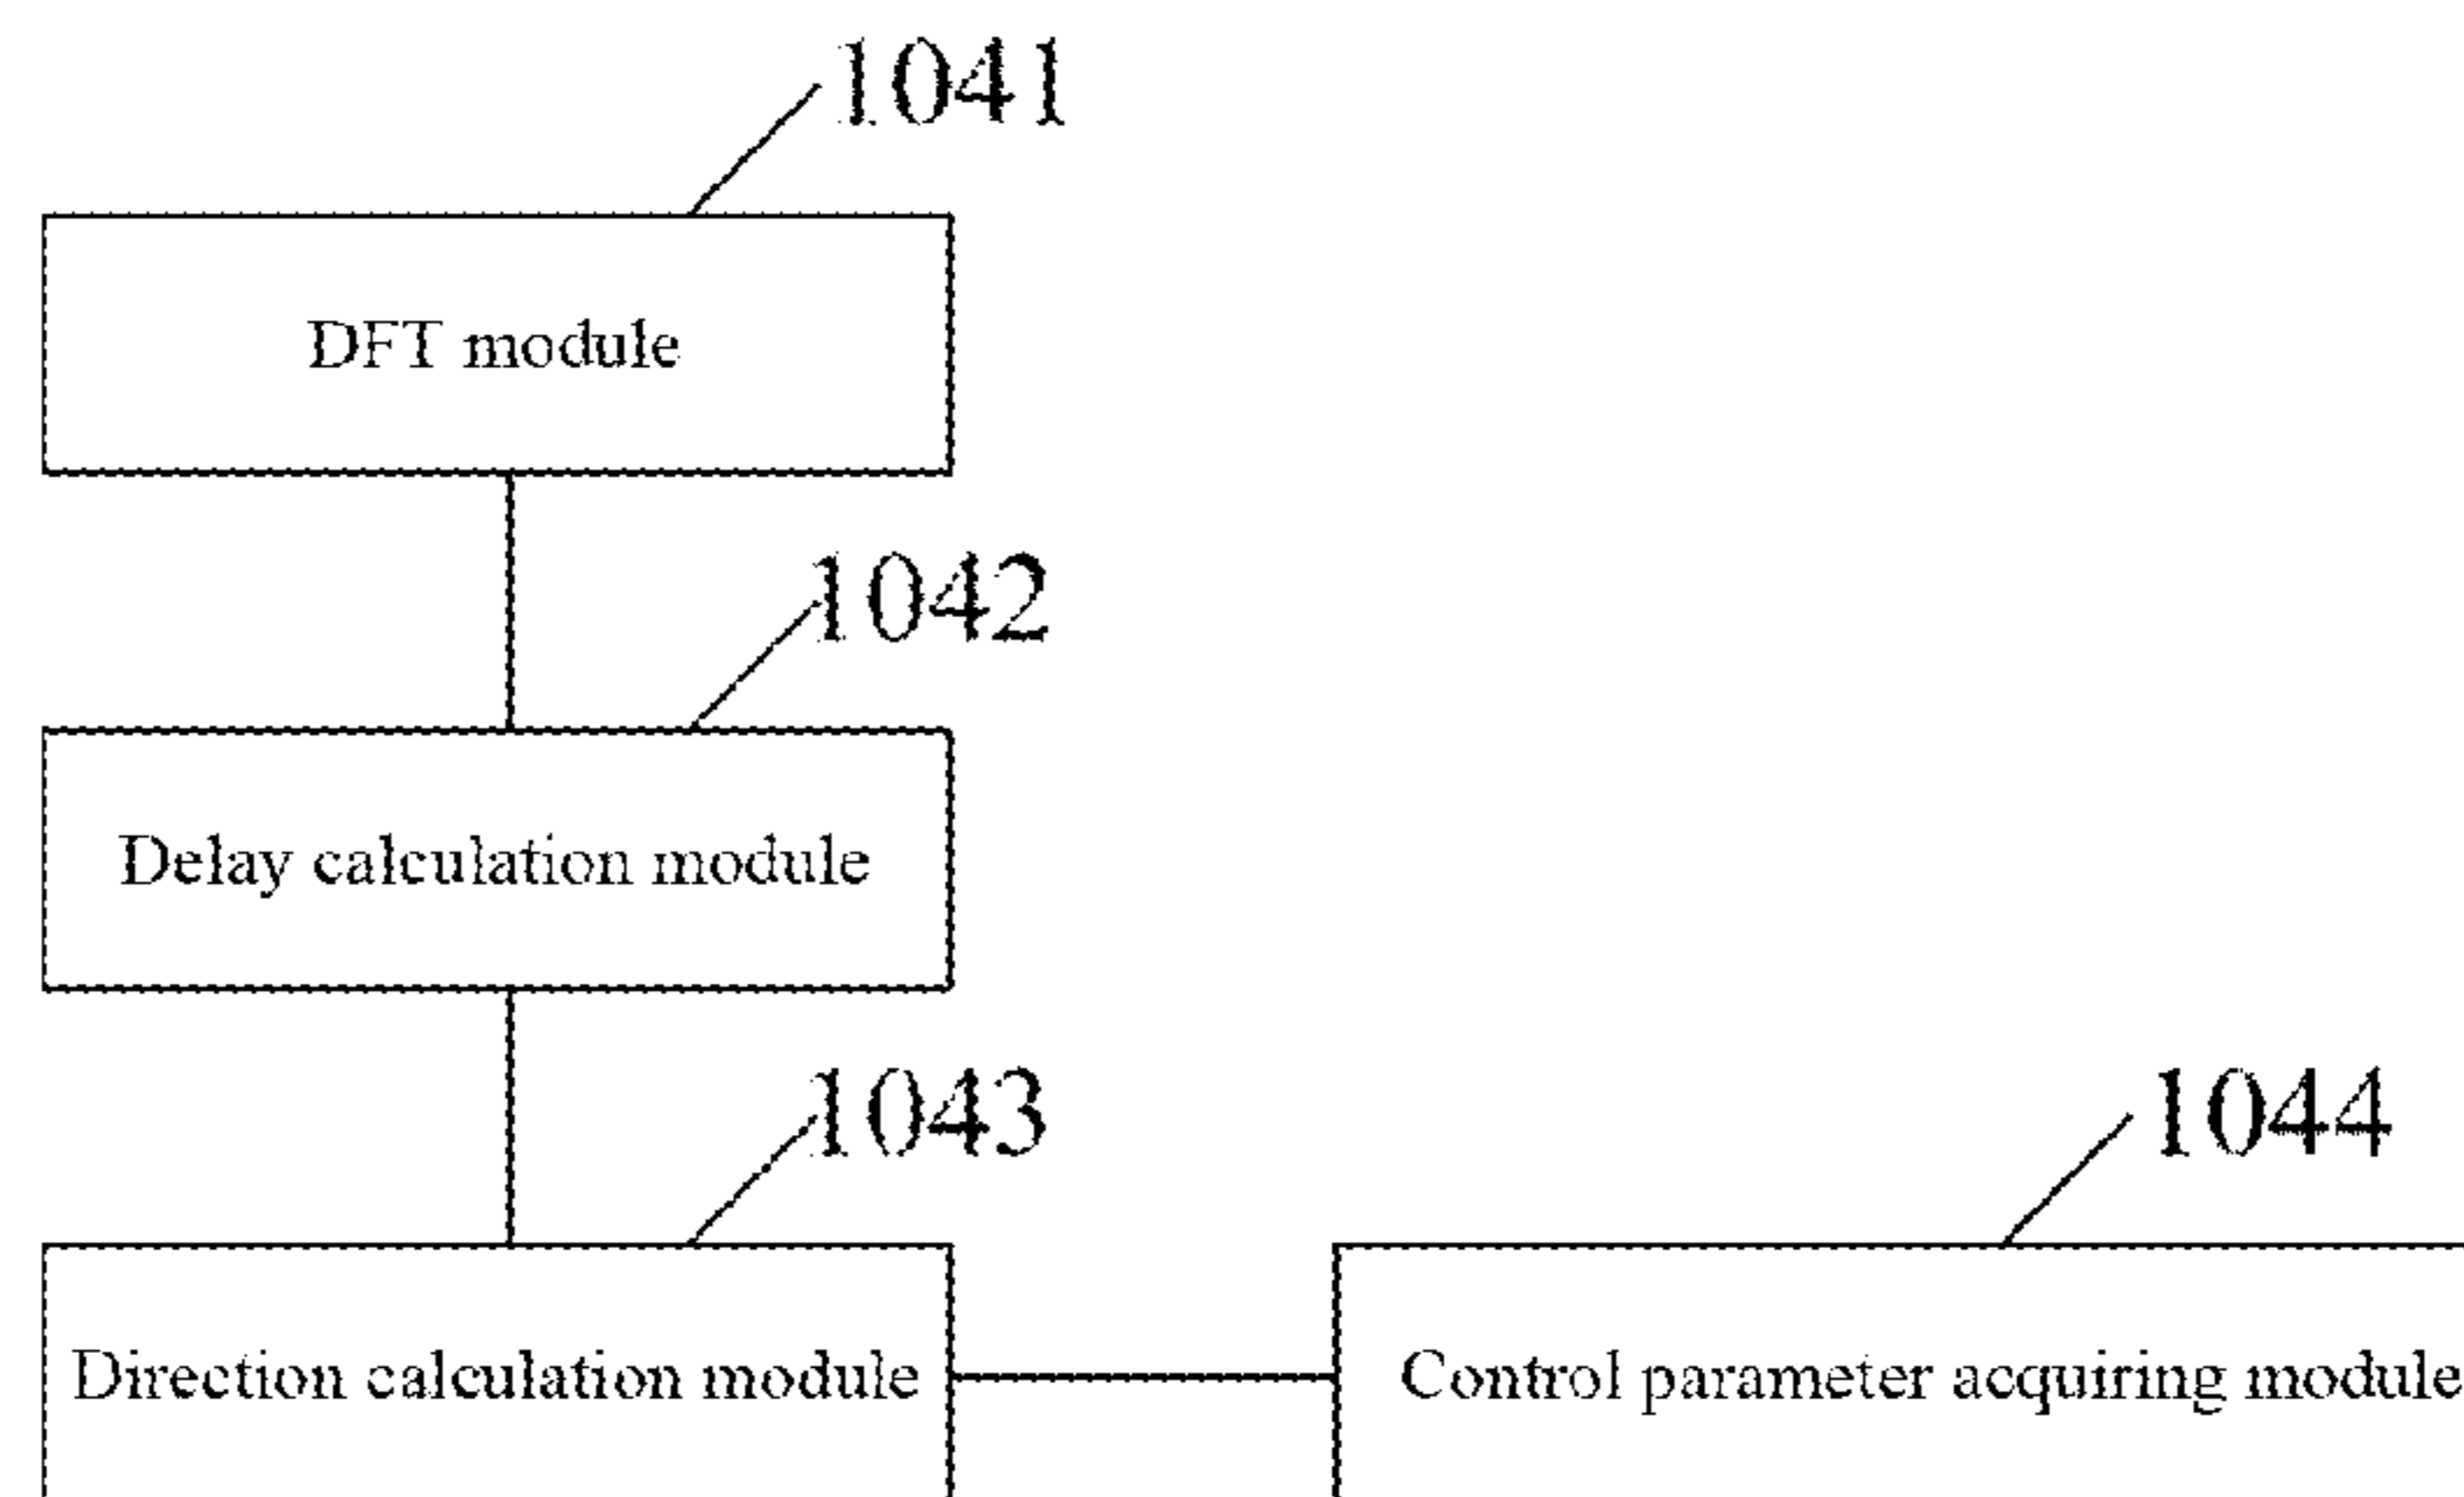 1041
DFT module
1042
Delay calculation module
1043
1044
Direction calculation module
Control parameter acquiring module